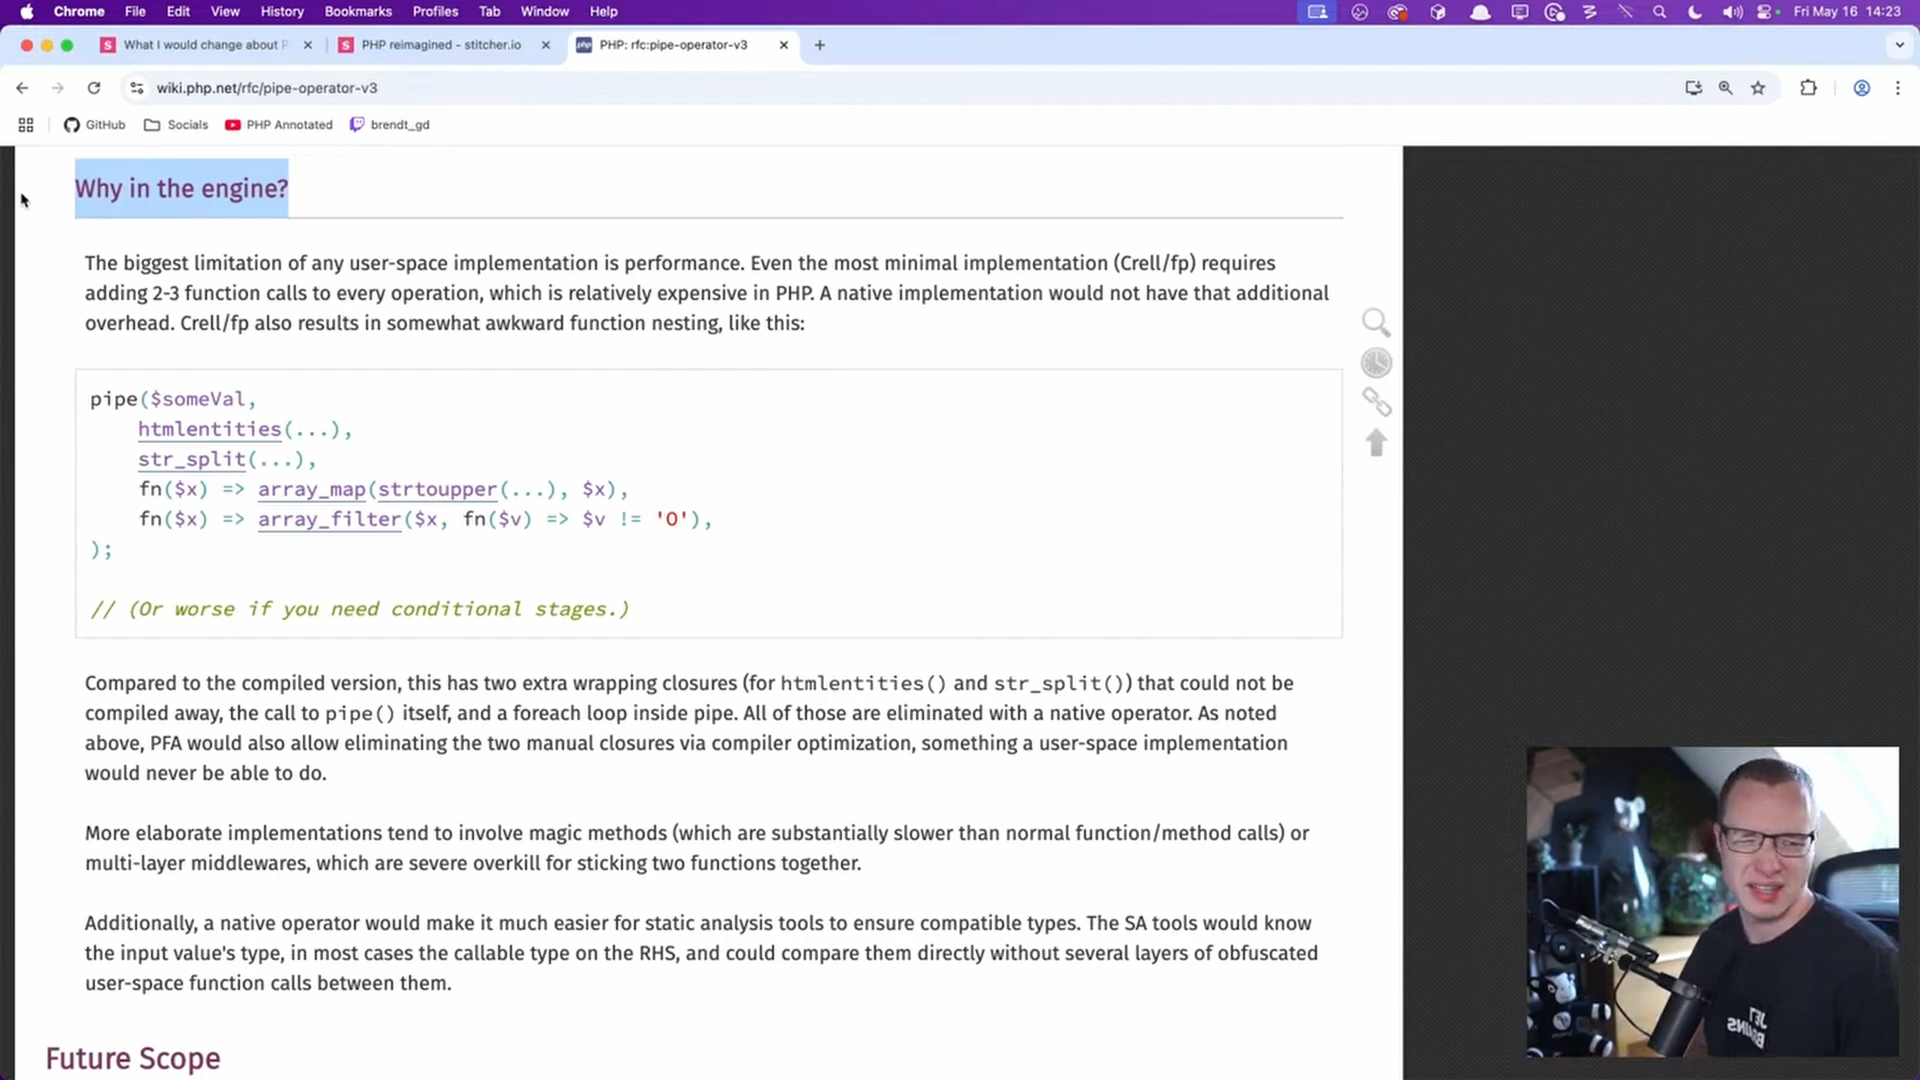 Chrome File Edit View History Bookmarks Profiles Tab Window Help Fri May 16 14:23
What I would change about P
PHP reimagined - stitcher.io
php PHP: rfc:pipe-operator-v3
wiki.php.net/rfc/pipe-operator-v3
GitHub Socials PHP Annotated brendt_gd
Why in the engine?
The biggest limitation of any user-space implementation is performance. Even the most minimal implementation (Crell/fp) requires
adding 2-3 function calls to every operation, which is relatively expensive in PHP. A native implementation would not have that additional
overhead. Crell/fp also results in somewhat awkward function nesting, like this:
pipe($someVal,
htmlentities(...),
str_split(...),
fn($x) => array_map(strtoupper(...), $x),
fn($x) => array_filter($x, fn($v) => $v != 'O'),
);
// (Or worse if you need conditional stages.)
Compared to the compiled version, this has two extra wrapping closures (for htmlentities() and str_split()) that could not be
compiled away, the call to pipe() itself, and a foreach loop inside pipe. All of those are eliminated with a native operator. As noted
above, PFA would also allow eliminating the two manual closures via compiler optimization, something a user-space implementation
would never be able to do.
More elaborate implementations tend to involve magic methods (which are substantially slower than normal function/method calls) or
multi-layer middlewares, which are severe overkill for sticking two functions together.
Additionally, a native operator would make it much easier for static analysis tools to ensure compatible types. The SA tools would know
the input value's type, in most cases the callable type on the RHS, and could compare them directly without several layers of obfuscated
user-space function calls between them.
Future Scope
JET
BRAINS